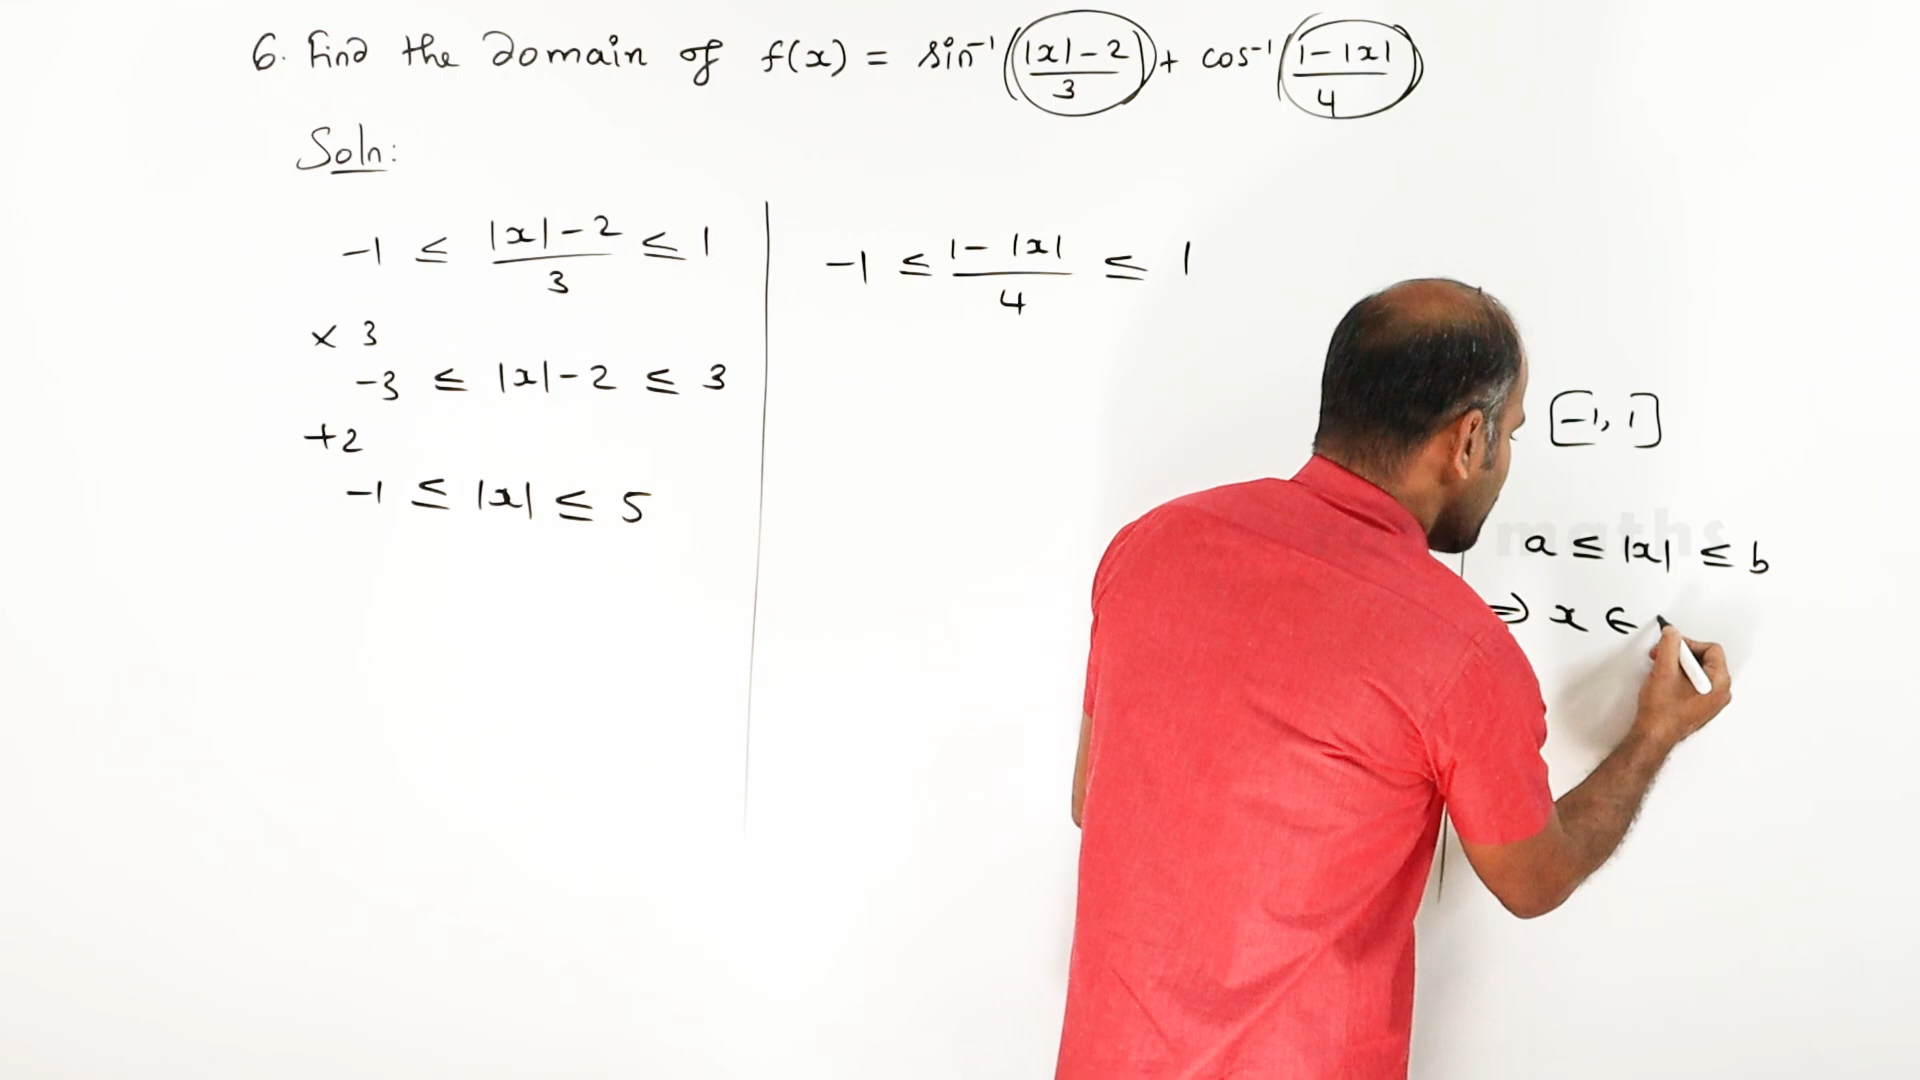 6. Find the domain of f(x) = sin⁻¹(|x|-2/3) + cos⁻¹(1-|x|/4)
Soln:
-1 ≤ |x|-2/3 ≤ 1
× 3
-3 ≤ |x|-2 ≤ 3
+2
-1 ≤ |x| ≤ 5
-1 ≤ 1-|x|/4 ≤ 1
[-1, 1]
maths
a ≤ |x| ≤ b
⇒ x ∈